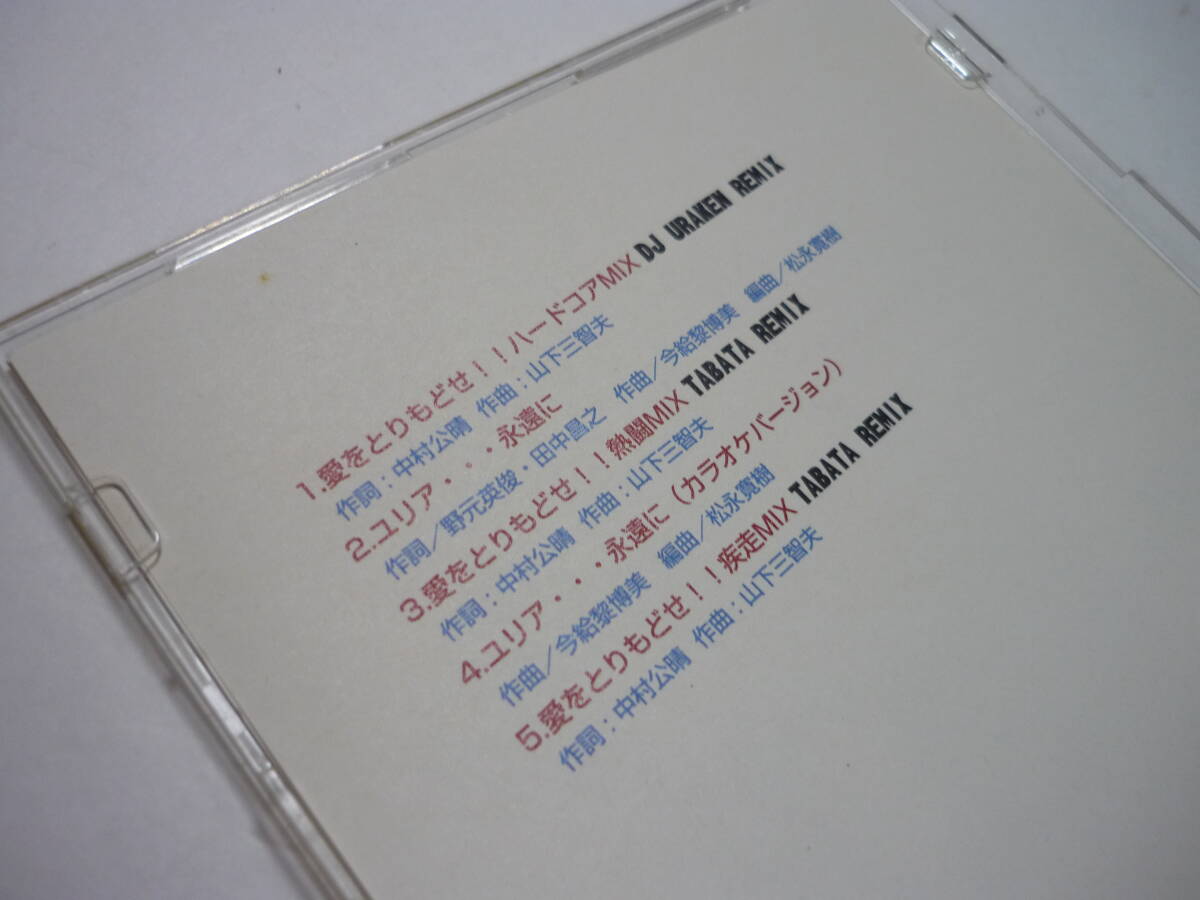 1.愛をとりもどせ!!ハードコアMIX DJ URAKEN REMIX
作詞:中村公晴 作曲:山下三智夫
2.ユリア・・・永遠に
作詞/野元英俊・田中昌之 作曲/今給黎博美 編曲/松永寛樹
3.愛をとりもどせ!!熱闘MIX TABATA REMIX
作詞:中村公晴 作曲:山下三智夫
4.ユリア・・・永遠に(カラオケバージョン)
作曲/今給黎博美 編曲/松永寛樹
5.愛をとりもどせ!!疾走MIX TABATA REMIX
作詞:中村公晴 作曲:山下三智夫